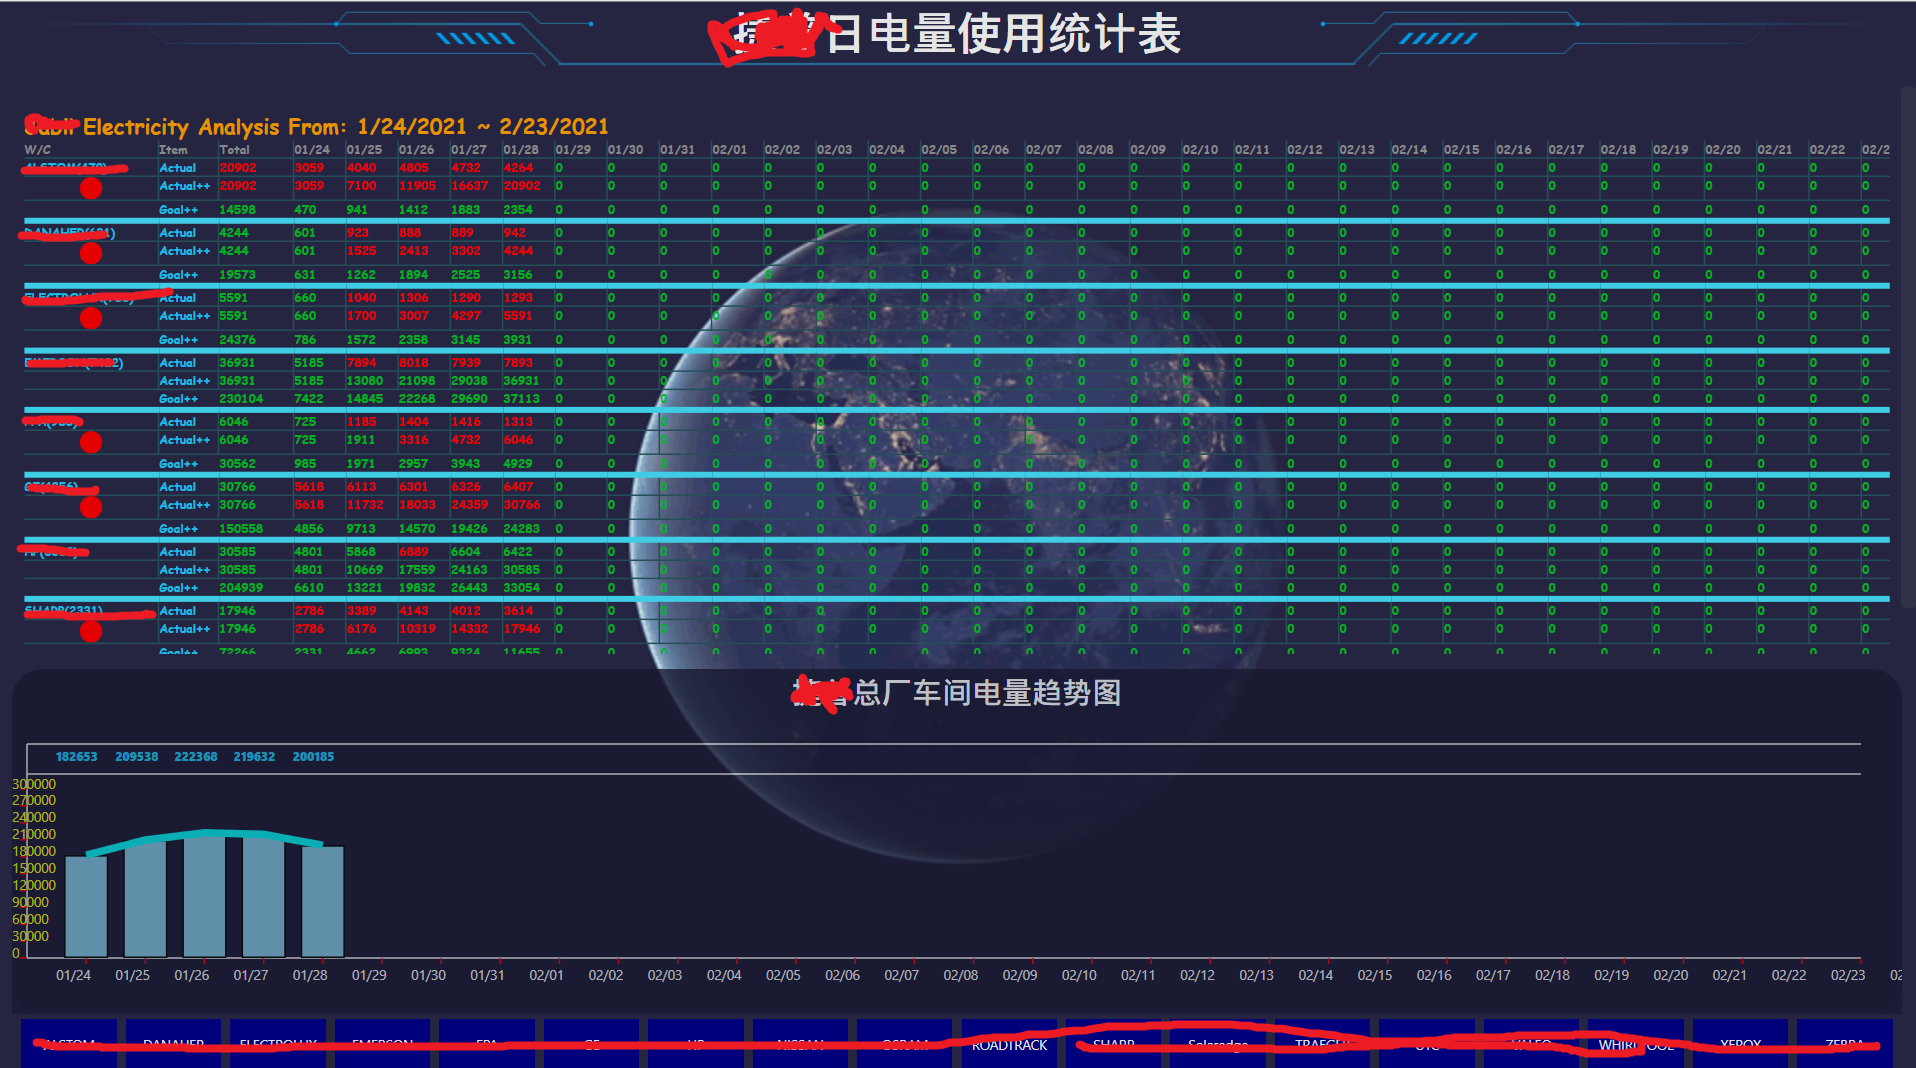 日电量使用统计表
Electricity Analysis From: 1/24/2021 ~ 2/23/2021
W/C Item Total 01/24 01/25 01/26 01/27 01/28 01/29 01/30 01/31 02/01 02/02 02/03 02/04 02/05 02/06 02/07 02/08 02/09 02/10 02/11 02/12 02/13 02/14 02/15 02/16 02/17 02/18 02/19 02/20 02/21 02/22 02/2
Actual 20902 3059 4040 4805 4732 4264 0 0 0 0 0 0 0 0 0 0 0 0 0 0 0 0 0 0 0 0 0 0 0 0 0 0
Actual++ 20902 3059 7100 11905 16637 20902 0 0 0 0 0 0 0 0 0 0 0 0 0 0 0 0 0 0 0 0 0 0 0 0 0 0
Goal++ 14598 470 941 1412 1883 2354 0 0 0 0 0 0 0 0 0 0 0 0 0 0 0 0 0 0 0 0 0 0 0 0 0 0
Actual 4244 601 923 888 889 942 0 0 0 0 0 0 0 0 0 0 0 0 0 0 0 0 0 0 0 0 0 0 0 0 0 0
Actual++ 4244 601 1525 2413 3302 4244 0 0 0 0 0 0 0 0 0 0 0 0 0 0 0 0 0 0 0 0 0 0 0 0 0 0
Goal++ 19573 631 1262 1894 2525 3156 0 0 0 0 0 0 0 0 0 0 0 0 0 0 0 0 0 0 0 0 0 0 0 0 0 0
Actual 5591 660 1040 1306 1290 1293 0 0 0 0 0 0 0 0 0 0 0 0 0 0 0 0 0 0 0 0 0 0 0 0 0 0
Actual++ 5591 660 1700 3007 4297 5591 0 0 0 0 0 0 0 0 0 0 0 0 0 0 0 0 0 0 0 0 0 0 0 0 0 0
Goal++ 24376 786 1572 2358 3145 3931 0 0 0 0 0 0 0 0 0 0 0 0 0 0 0 0 0 0 0 0 0 0 0 0 0 0
Actual 36931 5185 7894 8018 7939 7893 0 0 0 0 0 0 0 0 0 0 0 0 0 0 0 0 0 0 0 0 0 0 0 0 0 0
Actual++ 36931 5185 13080 21098 29038 36931 0 0 0 0 0 0 0 0 0 0 0 0 0 0 0 0 0 0 0 0 0 0 0 0 0 0
Goal++ 230104 7422 14845 22268 29690 37113 0 0 0 0 0 0 0 0 0 0 0 0 0 0 0 0 0 0 0 0 0 0 0 0 0 0
Actual 6046 725 1185 1404 1416 1313 0 0 0 0 0 0 0 0 0 0 0 0 0 0 0 0 0 0 0 0 0 0 0 0 0 0
Actual++ 6046 725 1911 3316 4732 6046 0 0 0 0 0 0 0 0 0 0 0 0 0 0 0 0 0 0 0 0 0 0 0 0 0 0
Goal++ 30562 985 1971 2957 3943 4929 0 0 0 0 0 0 0 0 0 0 0 0 0 0 0 0 0 0 0 0 0 0 0 0 0 0
Actual 30766 5618 6113 6301 6326 6407 0 0 0 0 0 0 0 0 0 0 0 0 0 0 0 0 0 0 0 0 0 0 0 0 0 0
Actual++ 30766 5618 11732 18033 24359 30766 0 0 0 0 0 0 0 0 0 0 0 0 0 0 0 0 0 0 0 0 0 0 0 0 0 0
Goal++ 150558 4856 9713 14570 19426 24283 0 0 0 0 0 0 0 0 0 0 0 0 0 0 0 0 0 0 0 0 0 0 0 0 0 0
Actual 30585 4801 5868 6889 6604 6422 0 0 0 0 0 0 0 0 0 0 0 0 0 0 0 0 0 0 0 0 0 0 0 0 0 0
Actual++ 30585 4801 10669 17559 24163 30585 0 0 0 0 0 0 0 0 0 0 0 0 0 0 0 0 0 0 0 0 0 0 0 0 0 0
Goal++ 204939 6610 13221 19832 26443 33054 0 0 0 0 0 0 0 0 0 0 0 0 0 0 0 0 0 0 0 0 0 0 0 0 0 0
SHARP(2331) Actual 17946 2786 3389 4143 4012 3614 0 0 0 0 0 0 0 0 0 0 0 0 0 0 0 0 0 0 0 0 0 0 0 0 0 0
Actual++ 17946 2786 6176 10319 14332 17946 0 0 0 0 0 0 0 0 0 0 0 0 0 0 0 0 0 0 0 0 0 0 0 0 0 0
Goal++ 72266 2331 4662 6993 9324 11655 0 0 0 0 0 0 0 0 0 0 0 0 0 0 0 0 0 0 0 0 0 0 0 0 0 0
总厂车间电量趋势图
182653 209538 222368 219632 200185
300000
270000
240000
210000
180000
150000
120000
90000
60000
30000
0
01/24 01/25 01/26 01/27 01/28 01/29 01/30 01/31 02/01 02/02 02/03 02/04 02/05 02/06 02/07 02/08 02/09 02/10 02/11 02/12 02/13 02/14 02/15 02/16 02/17 02/18 02/19 02/20 02/21 02/22 02/23 02
DANAHER ELECTROLUX EMERSON ROADTRACK SHARP Solaredge WHIRLPOOL XEROX ZEBRA